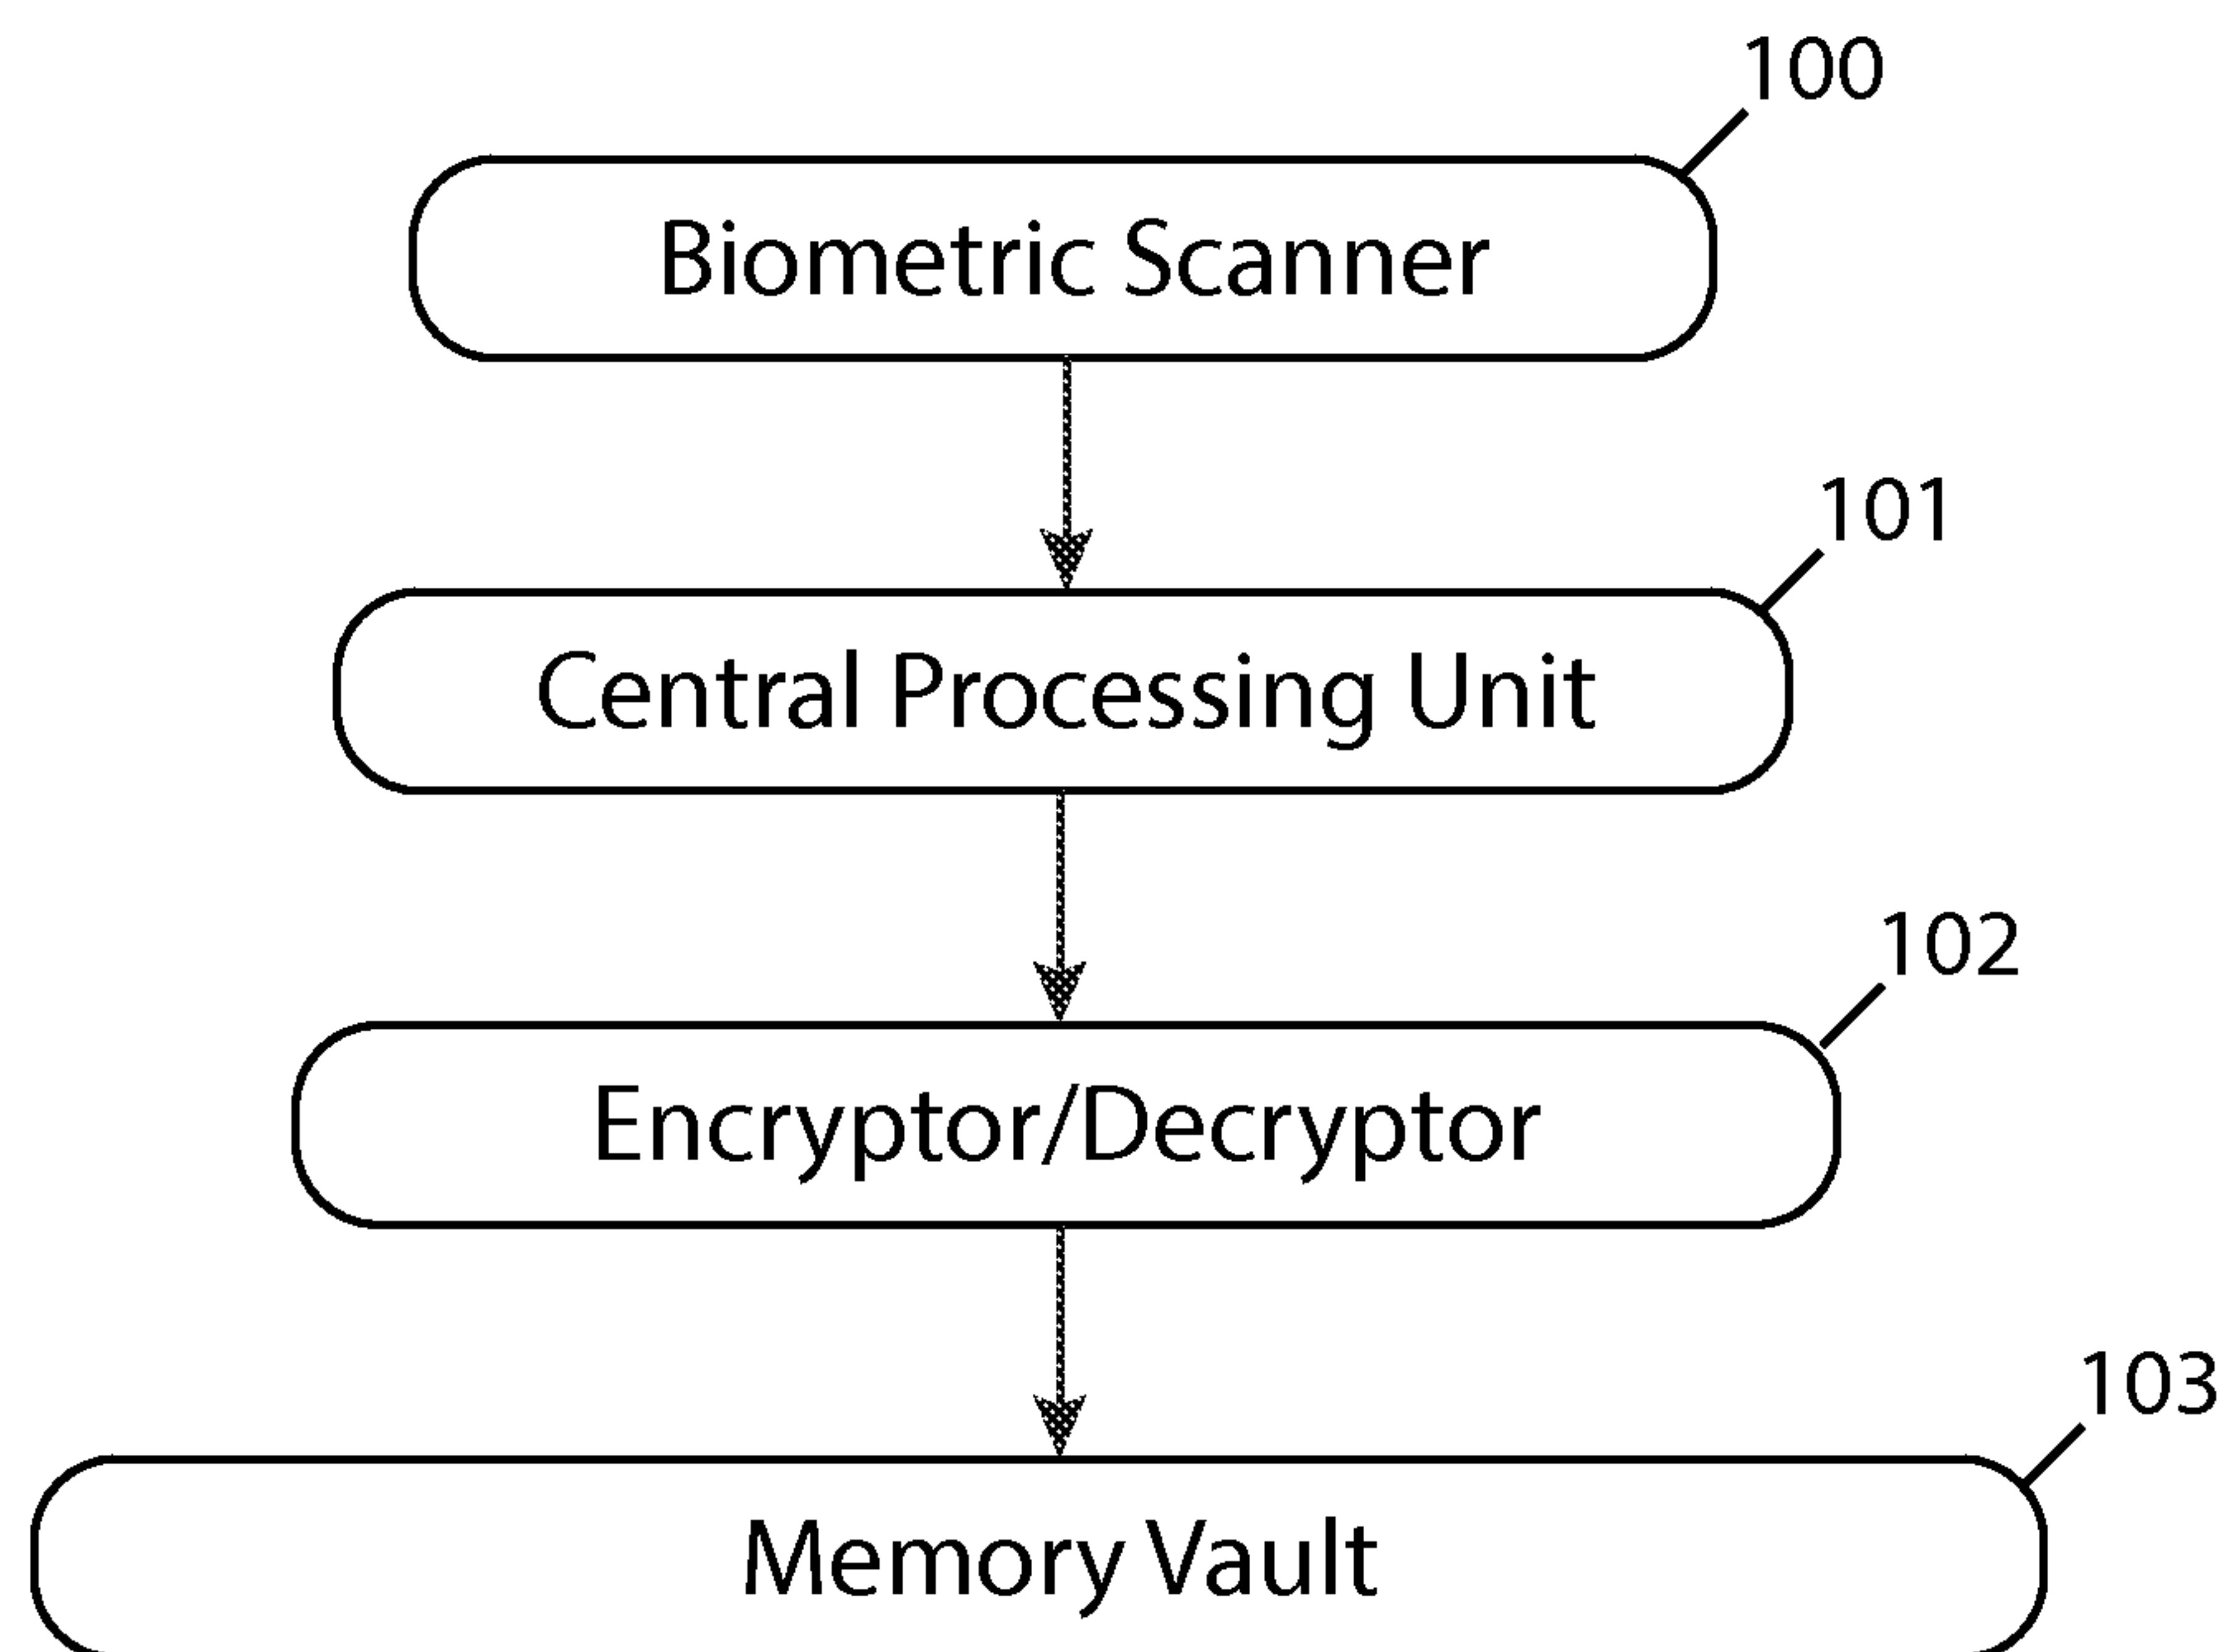 100
Biometric Scanner
101
Central Processing Unit
102
Encryptor/Decryptor
103
Memory Vault